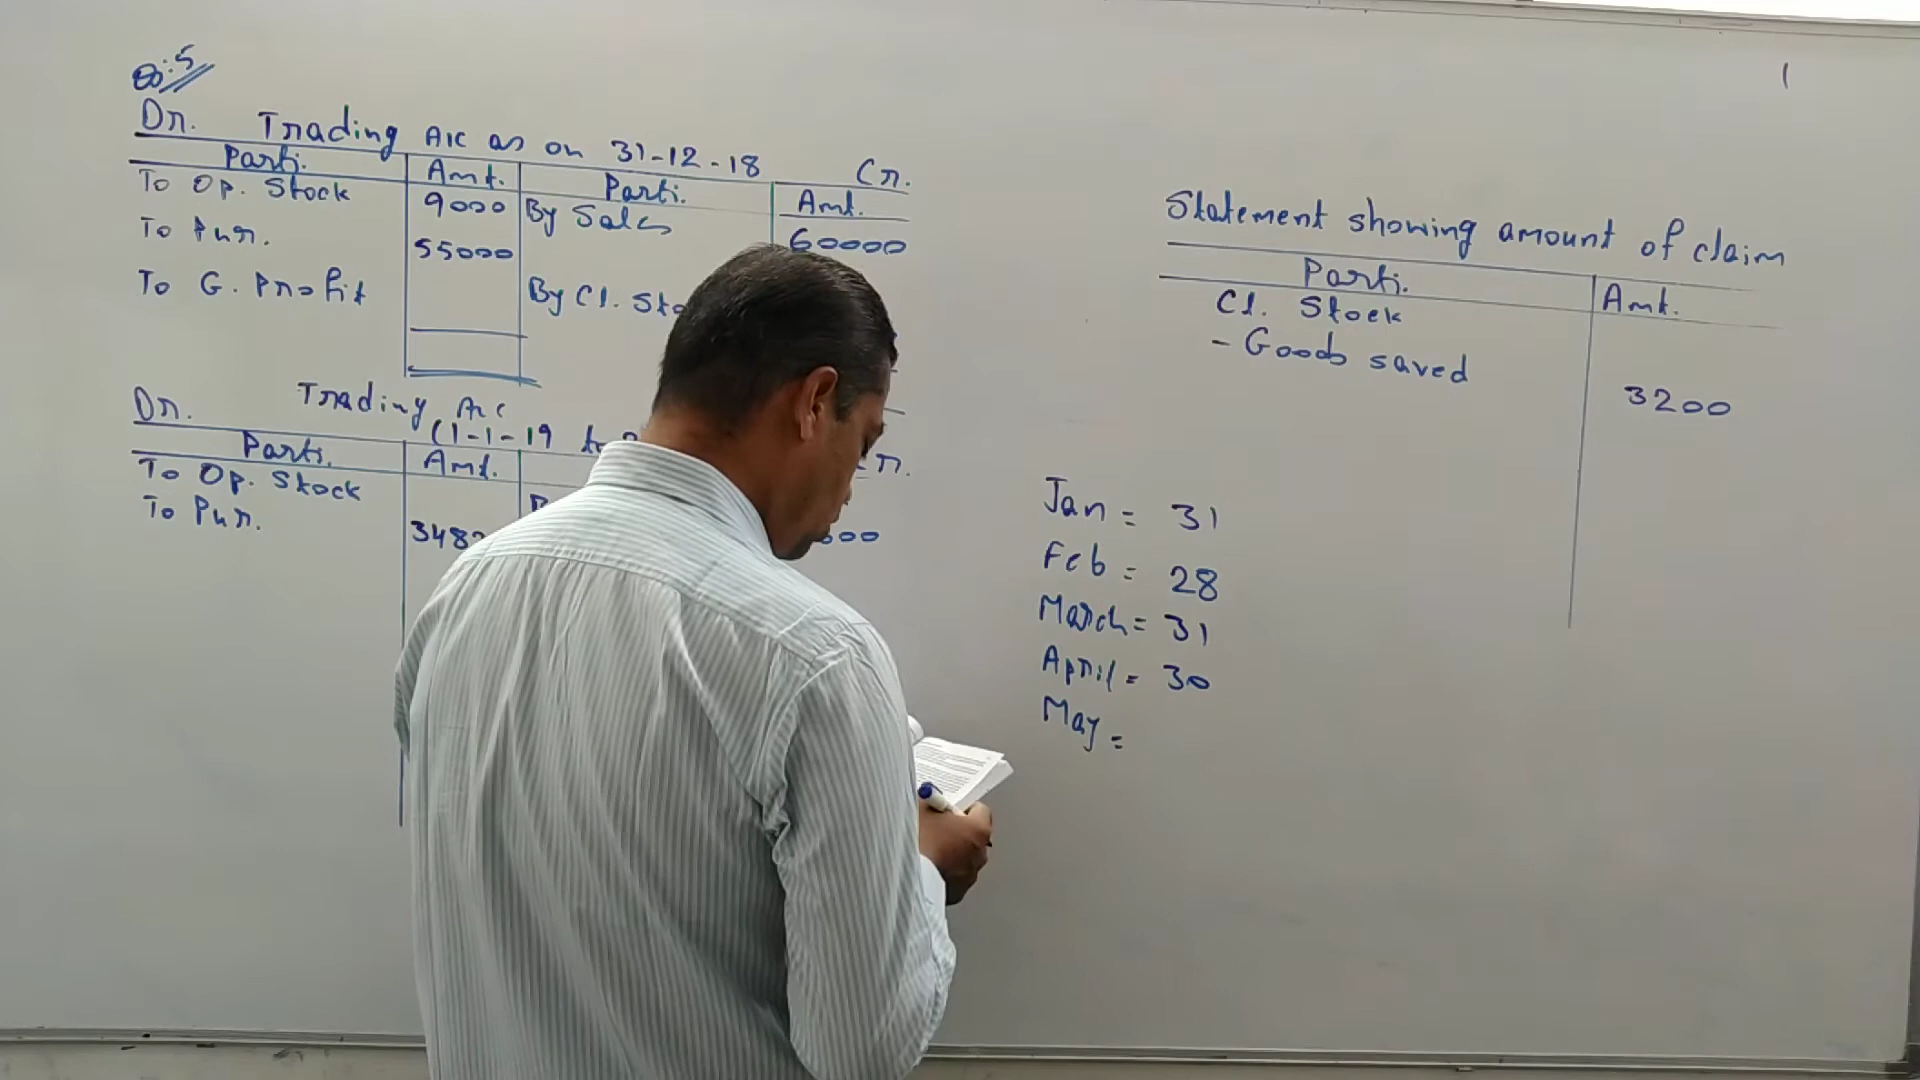 Q:5
Dr. Trading A/C as on 31-12-18 Cr.
Parti. Amt. Parti. Amt.
To Op. Stock 9000 By Sales 60000
To Pur. 55000
To G. Profit By Cl. Sto
Dr. Trading A/C
(1-1-19 to
Parti. Amt.
To Op. Stock
To Pur. 348
Statement showing amount of claim
Parti. Amt.
Cl. Stock
- Goods saved 3200
Jan = 31
Feb = 28
March = 31
April = 30
May =